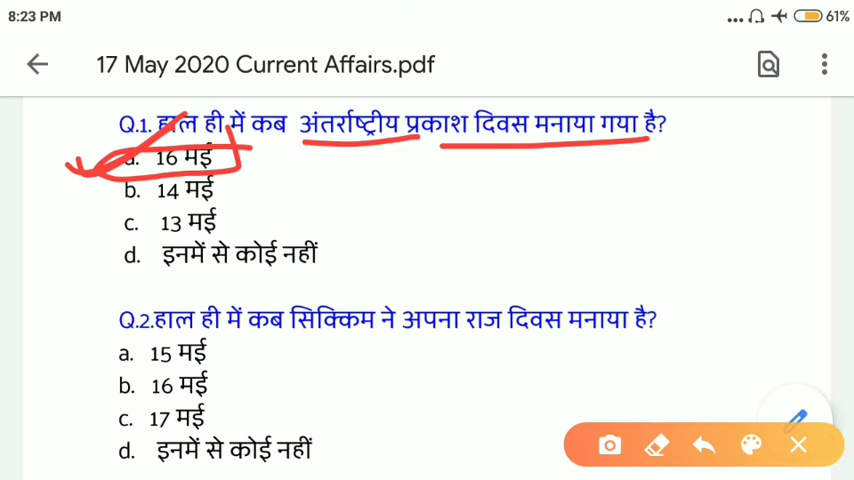 8:23 PM
61%
17 May 2020 Current Affairs.pdf
Q.1. हाल ही में कब अंतर्राष्ट्रीय प्रकाश दिवस मनाया गया है?
a. 16 मई
b. 14 मई
c. 13 मई
d. इनमें से कोई नहीं
Q.2.हाल ही में कब सिक्किम ने अपना राज दिवस मनाया है?
a. 15 मई
b. 16 मई
c. 17 मई
d. इनमें से कोई नहीं